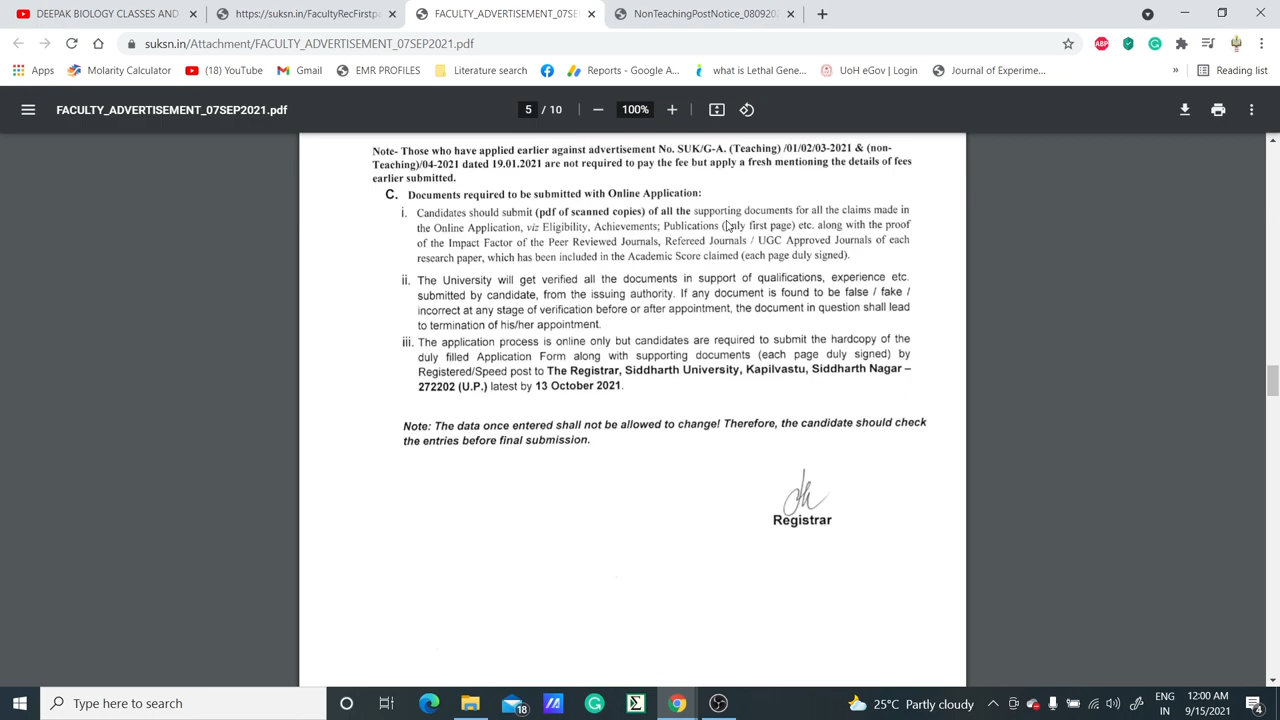 DEEPAK BIOLOGY CLASSES AND
https://suksn.in/FacultyRecFirstpa
FACULTY_ADVERTISEMENT_07SE
NonTeachingPostNotice_080920
suksn.in/Attachment/FACULTY_ADVERTISEMENT_07SEP2021.pdf
Apps
Molarity Calculator
(18) YouTube
Gmail
EMR PROFILES
Literature search
Reports - Google A...
what is Lethal Gene...
UoH eGov | Login
Journal of Experime...
»
Reading list
FACULTY_ADVERTISEMENT_07SEP2021.pdf
5 / 10
100%
Note- Those who have applied earlier against advertisement No. SUK/G-A. (Teaching) /01/02/03-2021 & (non-
Teaching)/04-2021 dated 19.01.2021 are not required to pay the fee but apply a fresh mentioning the details of fees
earlier submitted.
C. Documents required to be submitted with Online Application:
i. Candidates should submit (pdf of scanned copies) of all the supporting documents for all the claims made in
the Online Application, viz Eligibility, Achievements; Publications (only first page) etc. along with the proof
of the Impact Factor of the Peer Reviewed Journals, Refereed Journals / UGC Approved Journals of each
research paper, which has been included in the Academic Score claimed (each page duly signed).
ii. The University will get verified all the documents in support of qualifications, experience etc.
submitted by candidate, from the issuing authority. If any document is found to be false / fake /
incorrect at any stage of verification before or after appointment, the document in question shall lead
to termination of his/her appointment.
iii. The application process is online only but candidates are required to submit the hardcopy of the
duly filled Application Form along with supporting documents (each page duly signed) by
Registered/Speed post to The Registrar, Siddharth University, Kapilvastu, Siddharth Nagar –
272202 (U.P.) latest by 13 October 2021.
Note: The data once entered shall not be allowed to change! Therefore, the candidate should check
the entries before final submission.
Registrar
Type here to search
18
25°C Partly cloudy
ENG
IN
12:00 AM
9/15/2021
4